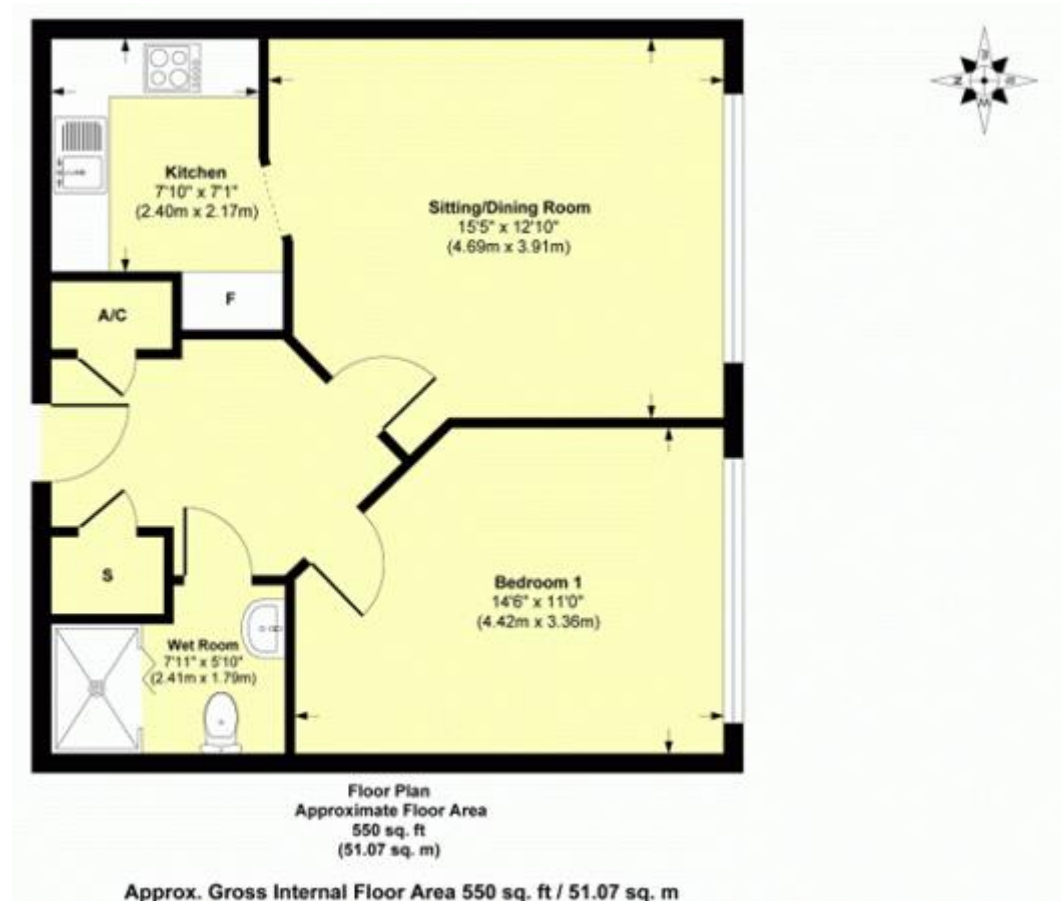 E
N
S
W
Kitchen
7'10" x 7'1"
(2.40m x 2.17m)
Sitting/Dining Room
15'5" x 12'10"
(4.69m x 3.91m)
F
A/C
S
Wet Room
7'11" x 5'10"
(2.41m x 1.79m)
Bedroom 1
14'6" x 11'0"
(4.42m x 3.36m)
Floor Plan
Approximate Floor Area
550 sq. ft
(51.07 sq. m)
Approx. Gross Internal Floor Area 550 sq. ft / 51.07 sq. m